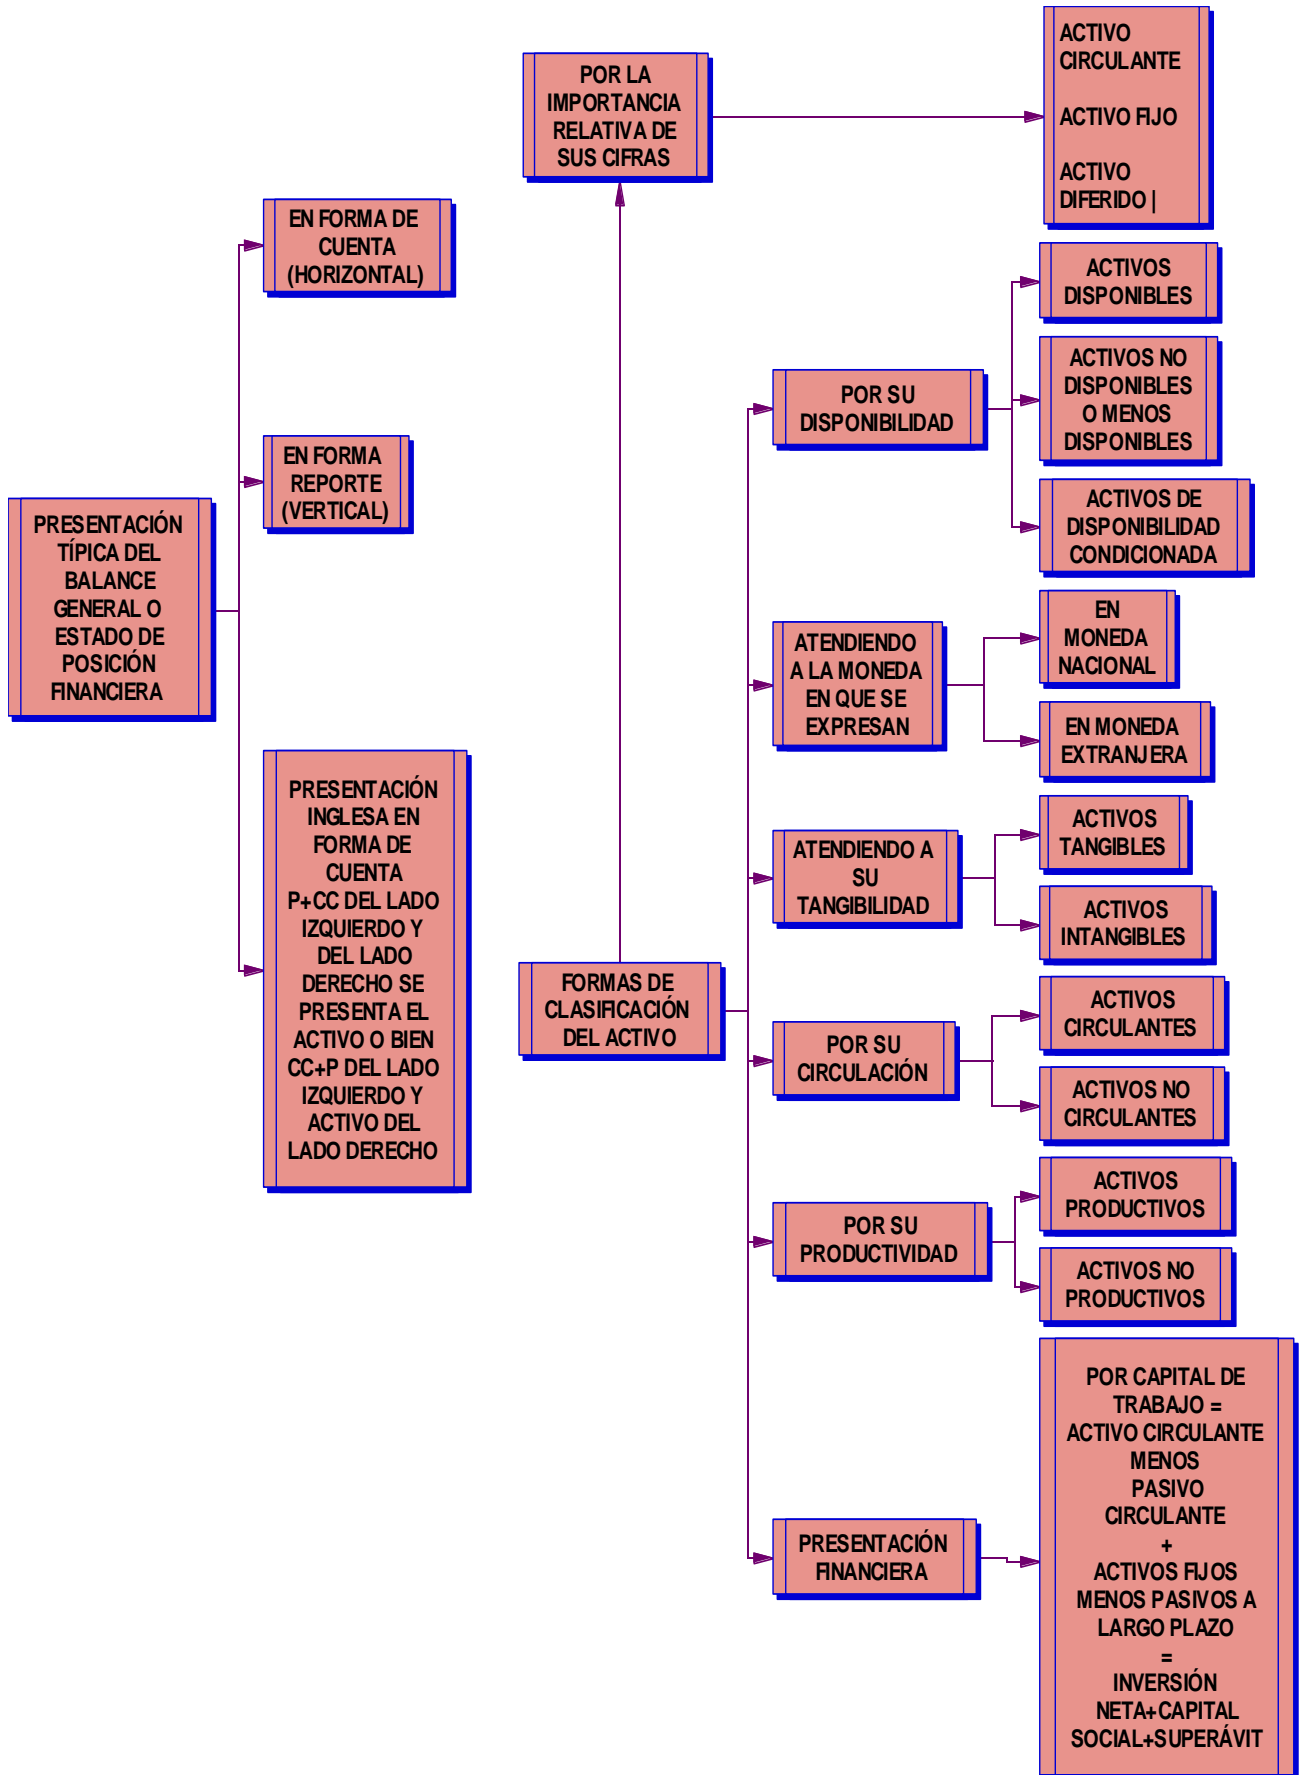 PRESENTACIÓN
TÍPICA DEL
BALANCE
GENERAL O
ESTADO DE
POSICIÓN
FINANCIERA
EN FORMA DE
CUENTA
(HORIZONTAL)
EN FORMA
REPORTE
(VERTICAL)
PRESENTACIÓN
INGLESA EN
FORMA DE
CUENTA
P+CC DEL LADO
IZQUIERDO Y
DEL LADO
DERECHO SE
PRESENTA EL
ACTIVO O BIEN
CC+P DEL LADO
IZQUIERDO Y
ACTIVO DEL
LADO DERECHO
FORMAS DE
CLASIFICACIÓN
DEL ACTIVO
POR LA
IMPORTANCIA
RELATIVA DE
SUS CIFRAS
ACTIVO
CIRCULANTE
ACTIVO FIJO
ACTIVO
DIFERIDO |
POR SU
DISPONIBILIDAD
ACTIVOS
DISPONIBLES
ACTIVOS NO
DISPONIBLES
O MENOS
DISPONIBLES
ACTIVOS DE
DISPONIBILIDAD
CONDICIONADA
ATENDIENDO
A LA MONEDA
EN QUE SE
EXPRESAN
EN
MONEDA
NACIONAL
EN MONEDA
EXTRANJERA
ATENDIENDO A
SU
TANGIBILIDAD
ACTIVOS
TANGIBLES
ACTIVOS
INTANGIBLES
POR SU
CIRCULACIÓN
ACTIVOS
CIRCULANTES
ACTIVOS NO
CIRCULANTES
POR SU
PRODUCTIVIDAD
ACTIVOS
PRODUCTIVOS
ACTIVOS NO
PRODUCTIVOS
PRESENTACIÓN
FINANCIERA
POR CAPITAL DE
TRABAJO =
ACTIVO CIRCULANTE
MENOS
PASIVO
CIRCULANTE
+
ACTIVOS FIJOS
MENOS PASIVOS A
LARGO PLAZO
=
INVERSIÓN
NETA+CAPITAL
SOCIAL+SUPERÁVIT